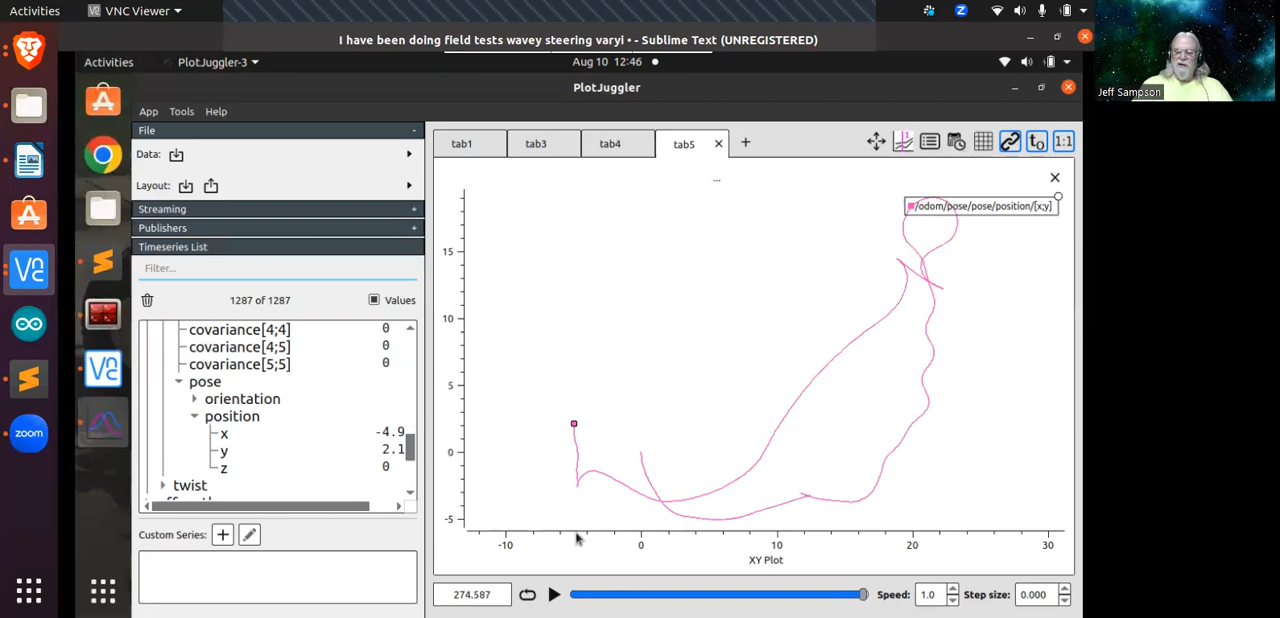 Activities
VNC Viewer
I have been doing field tests wavey steering varyi • - Sublime Text (UNREGISTERED)
Jeff Sampson
Activities
PlotJuggler-3
Aug 10 12:46
PlotJuggler
App Tools Help
File
Data:
Layout:
Streaming
Publishers
Timeseries List
Filter...
1287 of 1287
Values
covariance[4;4] 0
covariance[4;5] 0
covariance[5;5] 0
pose
orientation
position
x -4.9
y 2.1
z 0
twist
Custom Series:
tab1
tab3
tab4
tab5
1:1
...
/odom/pose/pose/position/[x;y]
15
10
5
0
-5
-10 0 10 20 30
XY Plot
274.587
Speed: 1.0
Step size: 0.000
zoom